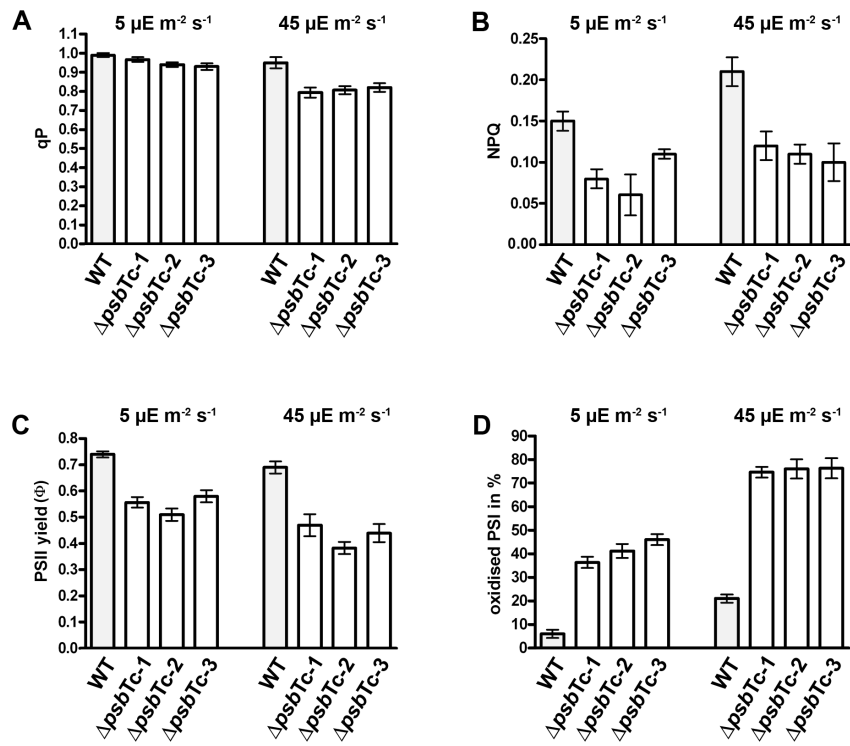 A
5 µE m⁻² s⁻¹ 45 µE m⁻² s⁻¹
1.1
1.0
0.9
0.8
0.7
0.6
0.5
0.4
0.3
0.2
0.1
0.0
qP
WT
ΔpsbTc-1
ΔpsbTc-2
ΔpsbTc-3
WT
ΔpsbTc-1
ΔpsbTc-2
ΔpsbTc-3
B
5 µE m⁻² s⁻¹ 45 µE m⁻² s⁻¹
0.25
0.20
0.15
0.10
0.05
0.00
NPQ
WT
ΔpsbTc-1
ΔpsbTc-2
ΔpsbTc-3
WT
ΔpsbTc-1
ΔpsbTc-2
ΔpsbTc-3
C
5 µE m⁻² s⁻¹ 45 µE m⁻² s⁻¹
0.8
0.7
0.6
0.5
0.4
0.3
0.2
0.1
0.0
PSII yield (Φ)
WT
ΔpsbTc-1
ΔpsbTc-2
ΔpsbTc-3
WT
ΔpsbTc-1
ΔpsbTc-2
ΔpsbTc-3
D
5 µE m⁻² s⁻¹ 45 µE m⁻² s⁻¹
90
80
70
60
50
40
30
20
10
0
oxidised PSI in %
WT
ΔpsbTc-1
ΔpsbTc-2
ΔpsbTc-3
WT
ΔpsbTc-1
ΔpsbTc-2
ΔpsbTc-3